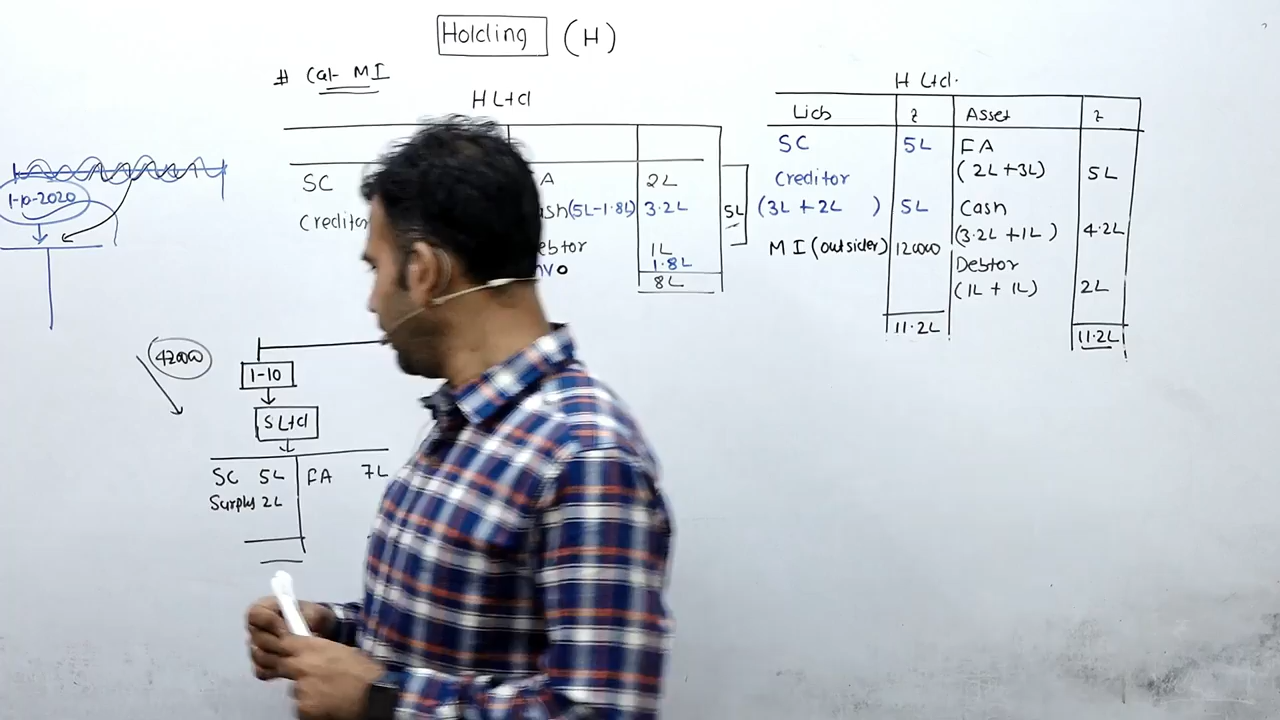 Holding (H)
# Cal- MI
H Ltd
SC
A
2L
Creditor
ash(5L-1.8L) 3.2L
5L
ebtor
1L
nvo
1.8L
8L
H Ltd.
Liab
₹
Asset
₹
SC
5L
FA
(2L+3L)
5L
Creditor
(3L + 2L )
5L
Cash
(3.2L + 1L)
4.2L
MI (outsider)
12000
Debtor
(1L + 1L)
2L
11.2L
11.2L
1-10-2020
42000
1-10
S Ltd
SC 5L FA 7L
Surplus 2L